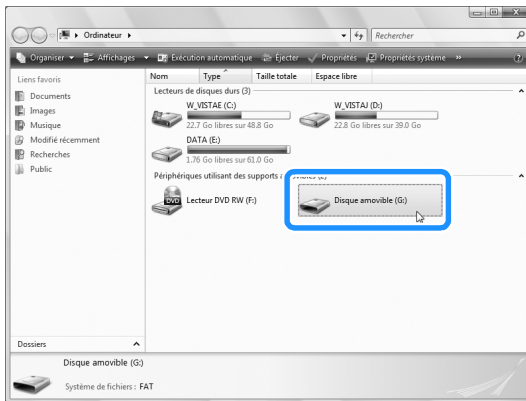 Ordinateur
Rechercher
Organiser Affichages Exécution automatique Éjecter Propriétés Propriétés système »
Liens favoris
Documents
Images
Musique
Modifié récemment
Recherches
Public
Dossiers
Nom Type Taille totale Espace libre
Lecteurs de disques durs (3)
W_VISTAE (C:)
22.7 Go libres sur 48.8 Go
W_VISTAJ (D:)
22.8 Go libres sur 39.0 Go
DATA (E:)
1.76 Go libres sur 61.0 Go
Périphériques utilisant des supports
DVD
Lecteur DVD RW (F:)
Disque amovible (G:)
Disque amovible (G:)
Système de fichiers : FAT